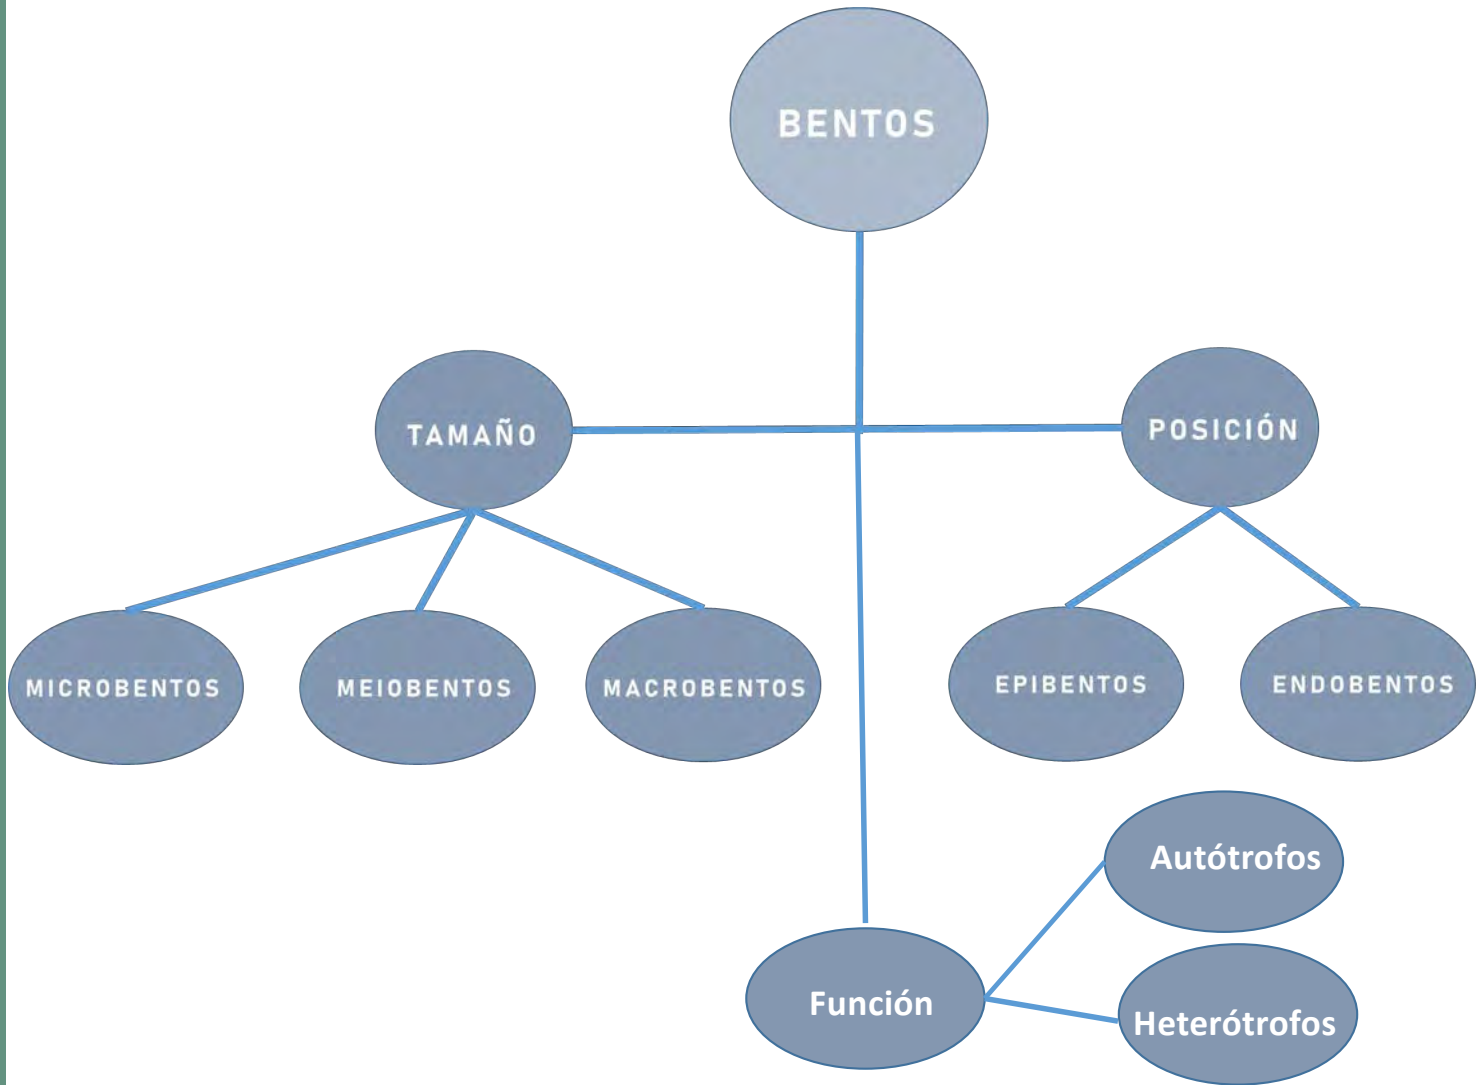 BENTOS
TAMAÑO
POSICIÓN
MICROBENTOS
MEIOBENTOS
MACROBENTOS
EPIBENTOS
ENDOBENTOS
Autótrofos
Función
Heterótrofos